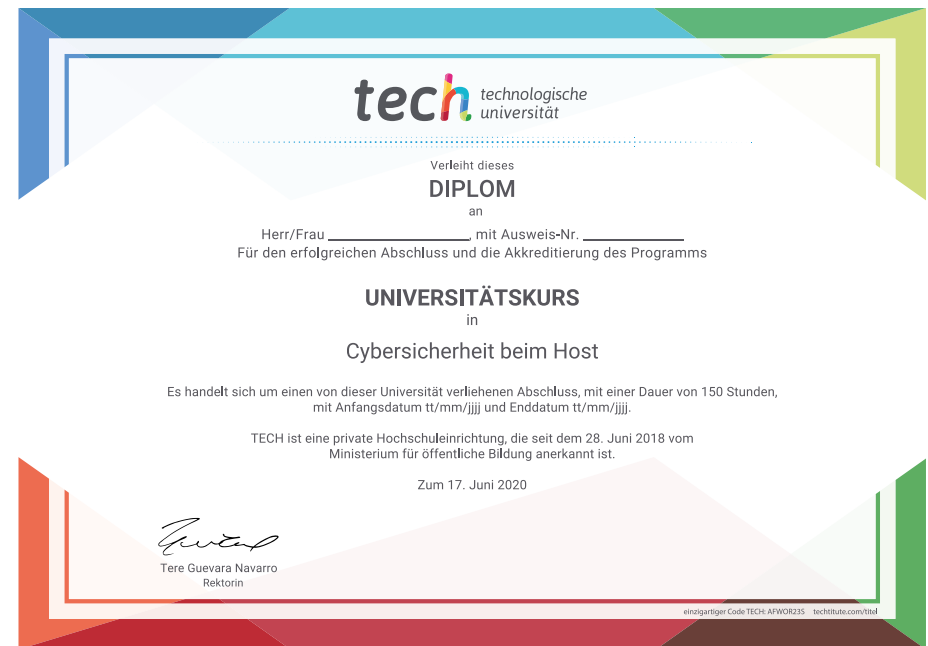 tech technologische
universität
Verleiht dieses
DIPLOM
an
Herr/Frau ____________________, mit Ausweis-Nr. ______________
Für den erfolgreichen Abschluss und die Akkreditierung des Programms
UNIVERSITÄTSKURS
in
Cybersicherheit beim Host
Es handelt sich um einen von dieser Universität verliehenen Abschluss, mit einer Dauer von 150 Stunden,
mit Anfangsdatum tt/mm/jjjj und Enddatum tt/mm/jjjj.
TECH ist eine private Hochschuleinrichtung, die seit dem 28. Juni 2018 vom
Ministerium für öffentliche Bildung anerkannt ist.
Zum 17. Juni 2020
Tere Guevara Navarro
Rektorin
einzigartiger Code TECH: AFWOR23S techtitute.com/titel